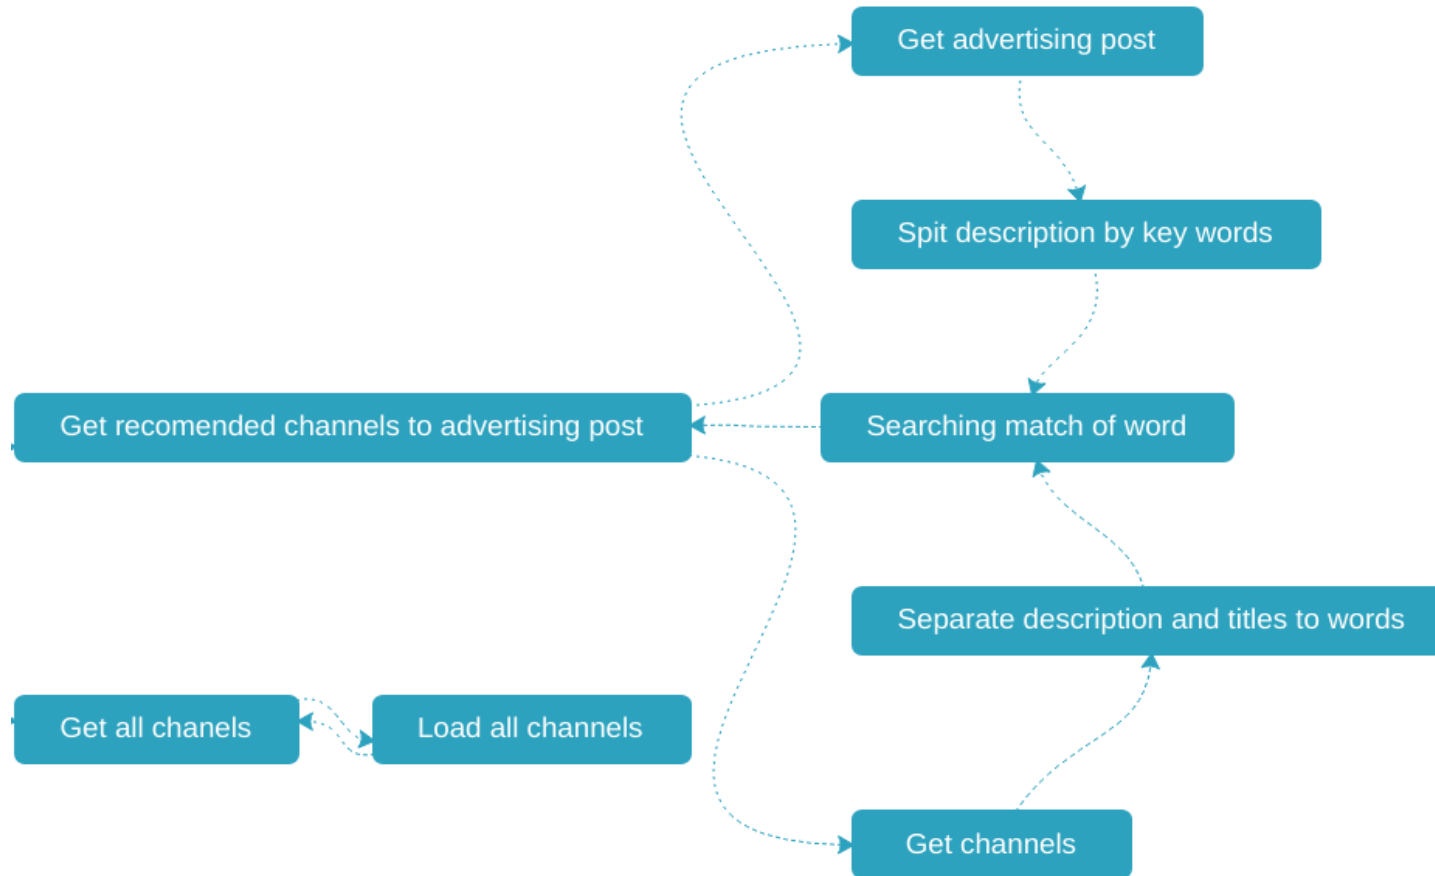 Get advertising post
Spit description by key words
Get recomended channels to advertising post
Searching match of word
Separate description and titles to words
Get all chanels
Load all channels
Get channels